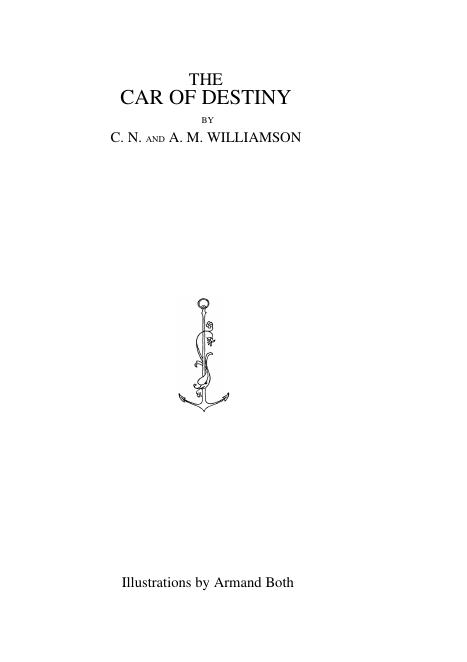 THE
CAR OF DESTINY
BY
C. N. AND A. M. WILLIAMSON
Illustrations by Armand Both